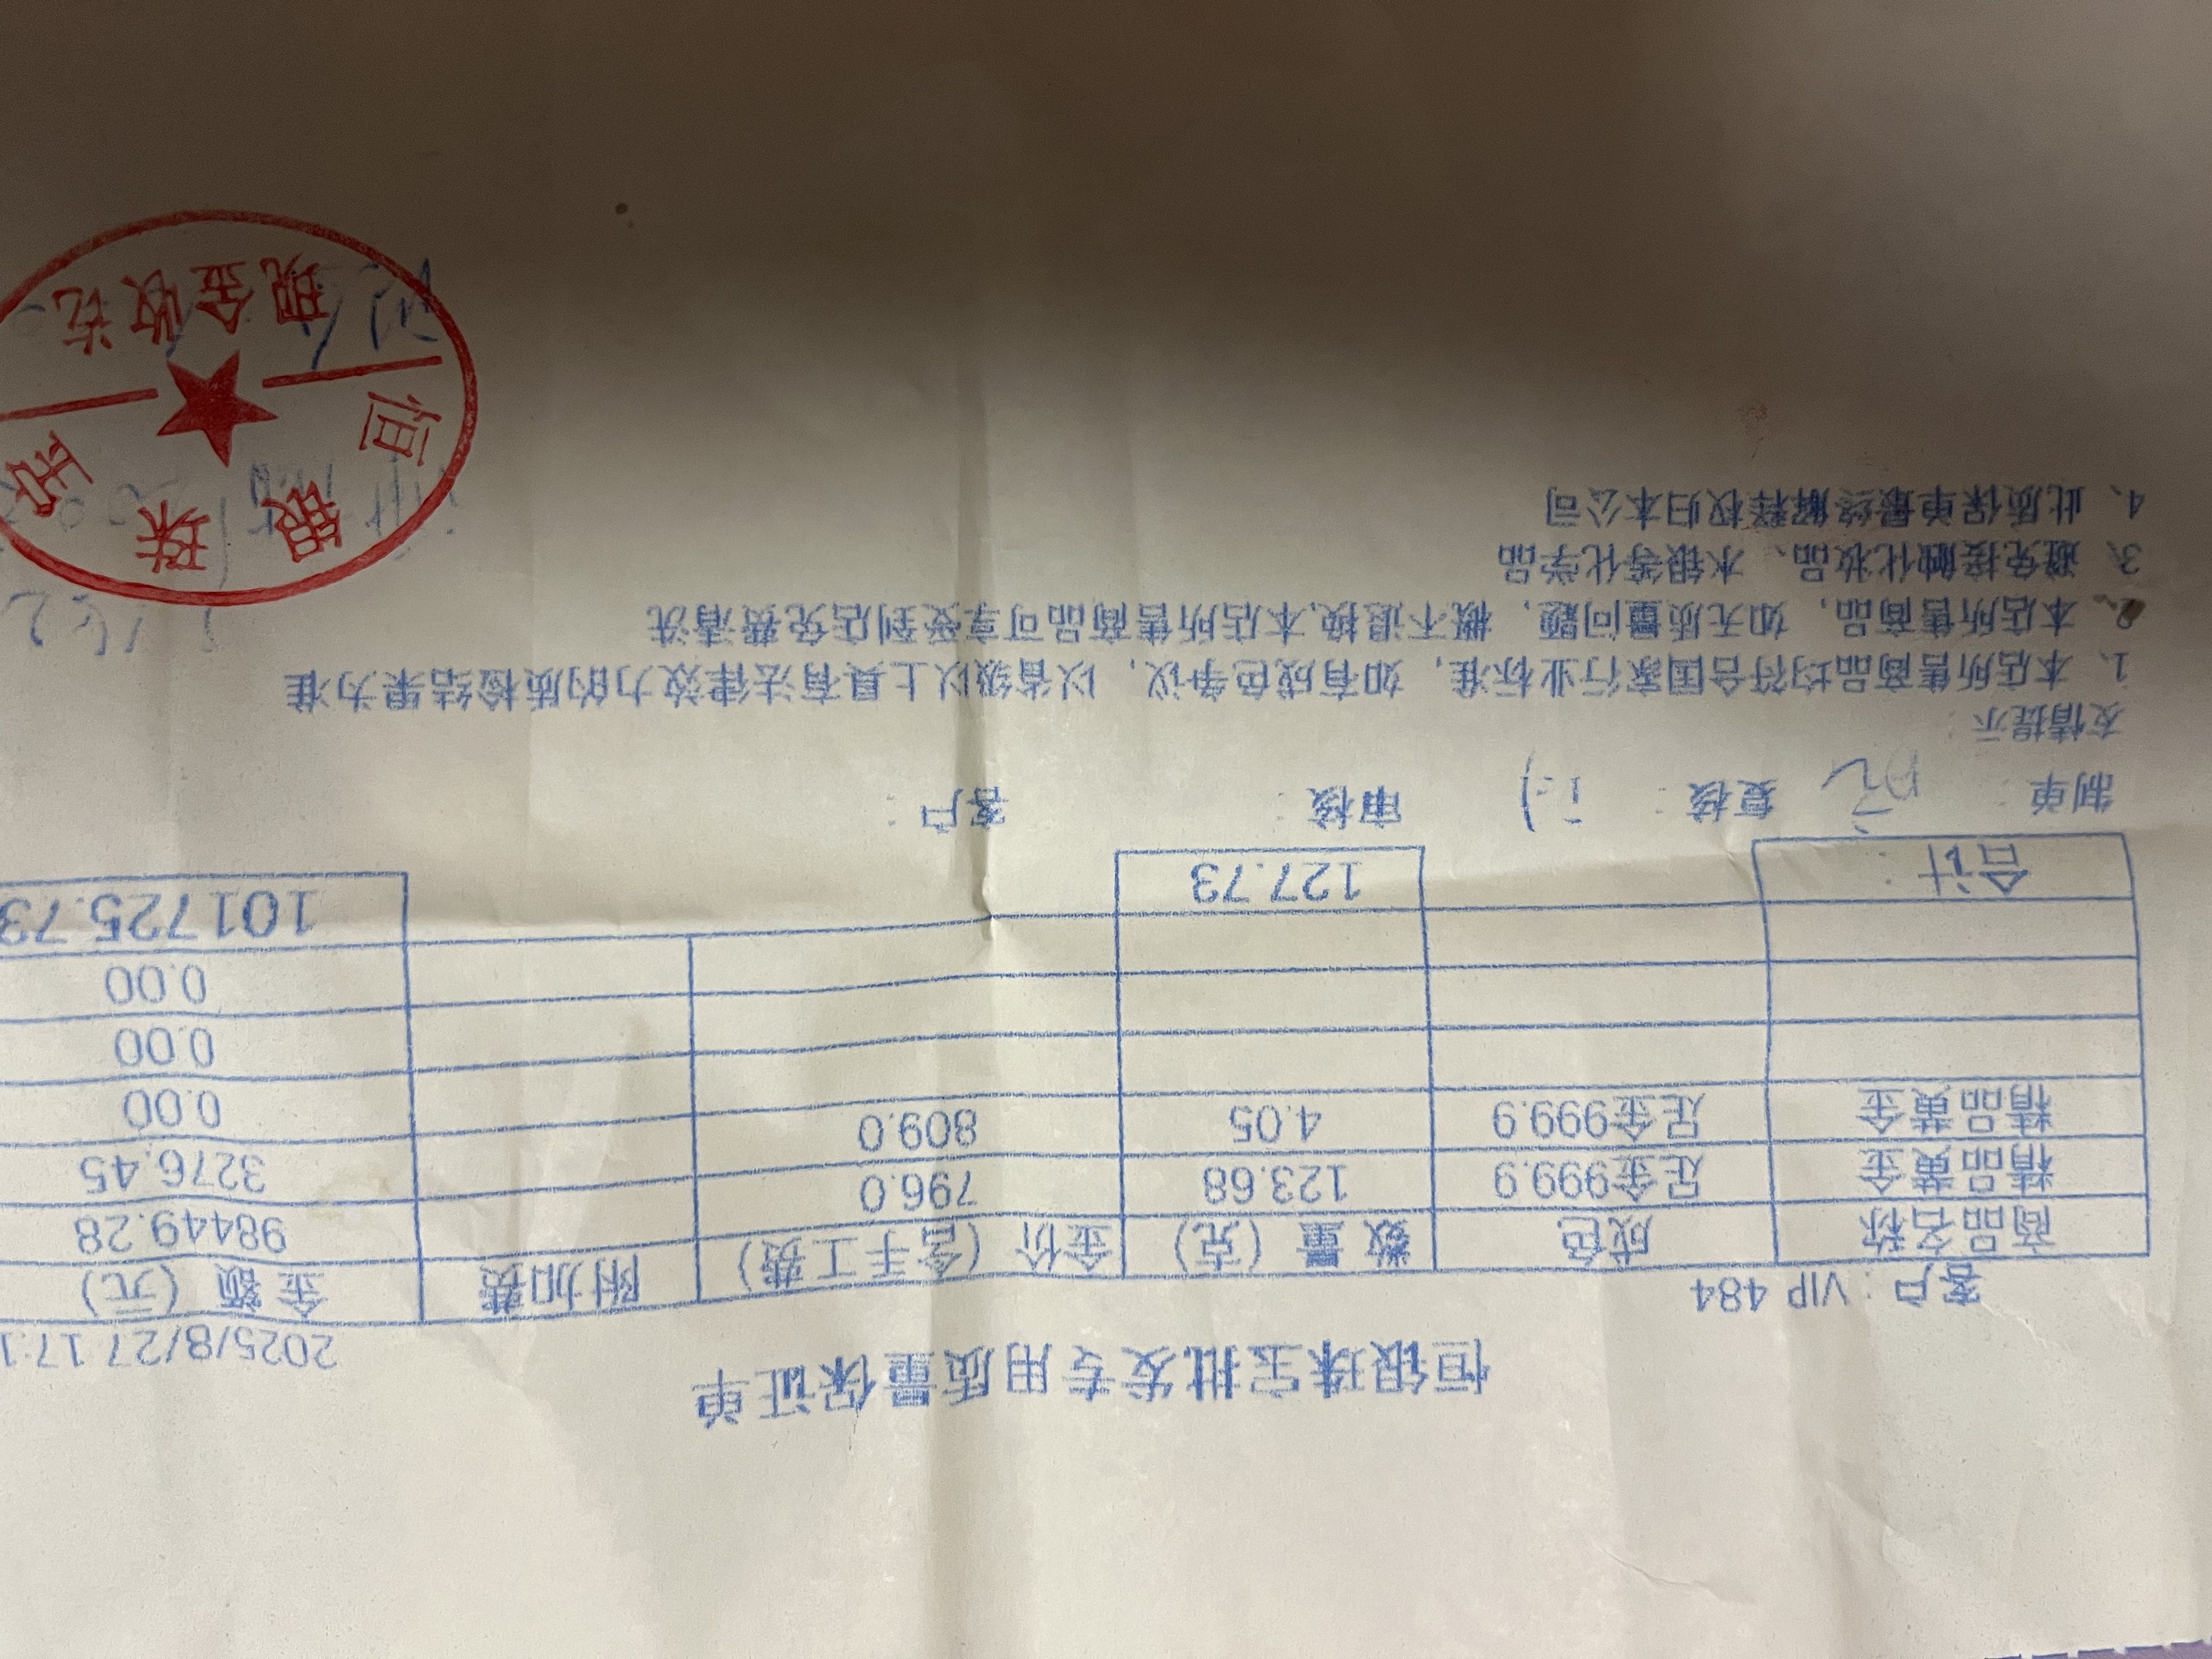 恒银珠宝批发专用质量保证单
客户：VIP 484 2025/8/27 17:1
商品名称 成色 数量（克） 金价（含手工费） 附加费 金额（元）
精品黄金 足金999.9 123.68 796.0 98449.28
精品黄金 足金999.9 4.05 809.0 3276.45
0.00
0.00
0.00
合计： 127.73 101725.73
制单： 复核： 审核： 客户：
友情提示：
1、本店所售商品均符合国家行业标准，如有成色争议，以省级以上具有法律效力的质检结果为准
2、本店所售商品，如无质量问题，概不退换,本店所售商品可享受到店免费清洗
3、避免接触化妆品、水银等化学品
4、此质保单最终解释权归本公司
恒银珠宝
现金收讫